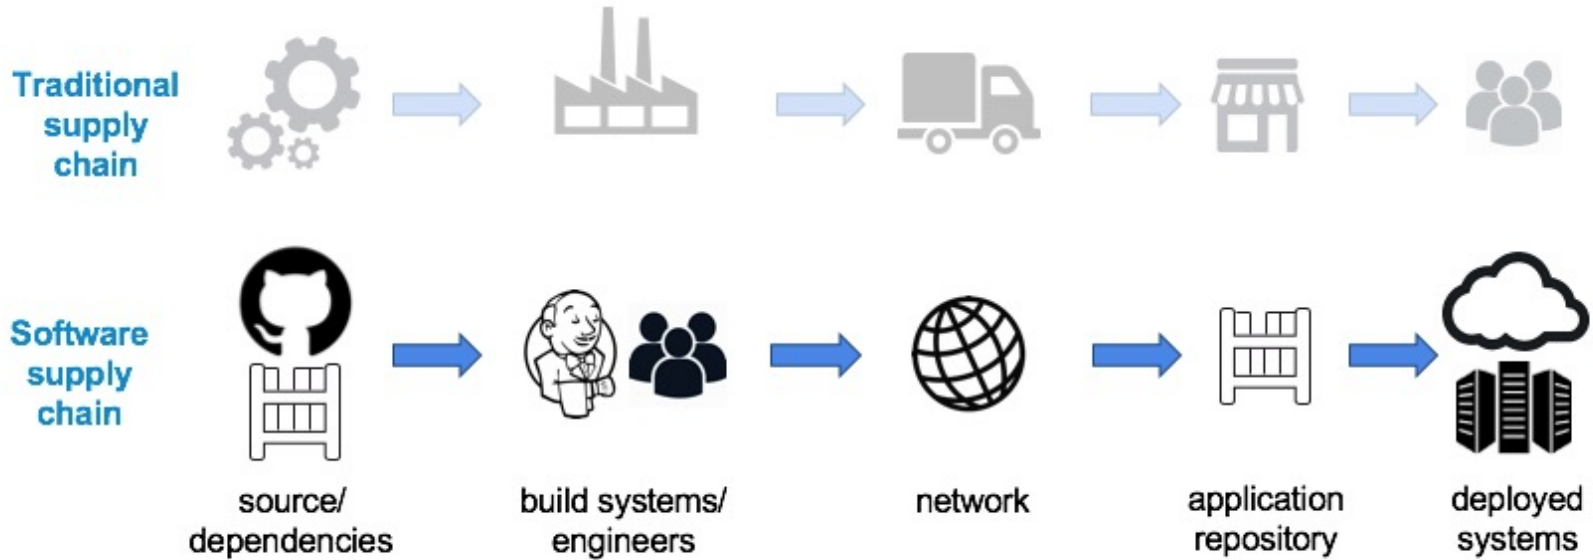 Traditional
supply
chain
Software
supply
chain
source/
dependencies
build systems/
engineers
network
application
repository
deployed
systems